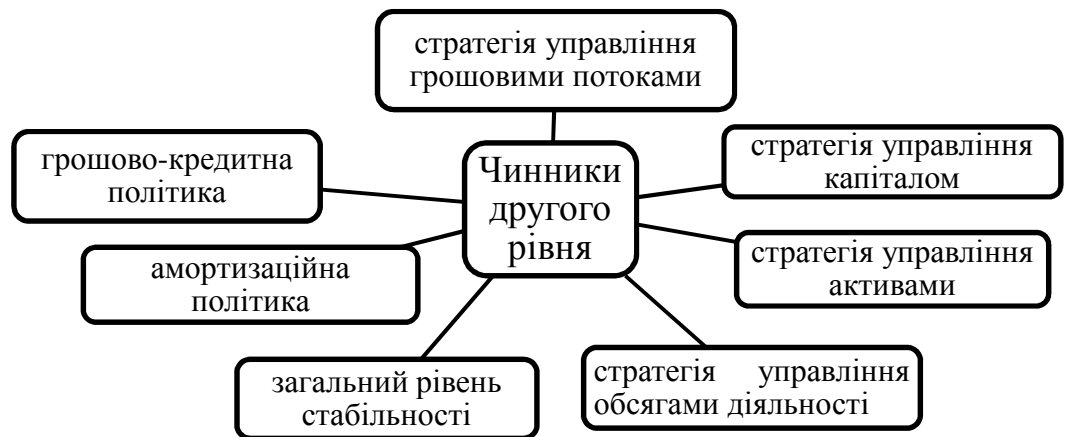 стратегія управління
грошовими потоками
грошово-кредитна
політика
Чинники
другого
рівня
стратегія управління
капіталом
амортизаційна
політика
стратегія управління
активами
загальний рівень
стабільності
стратегія управління
обсягами діяльності